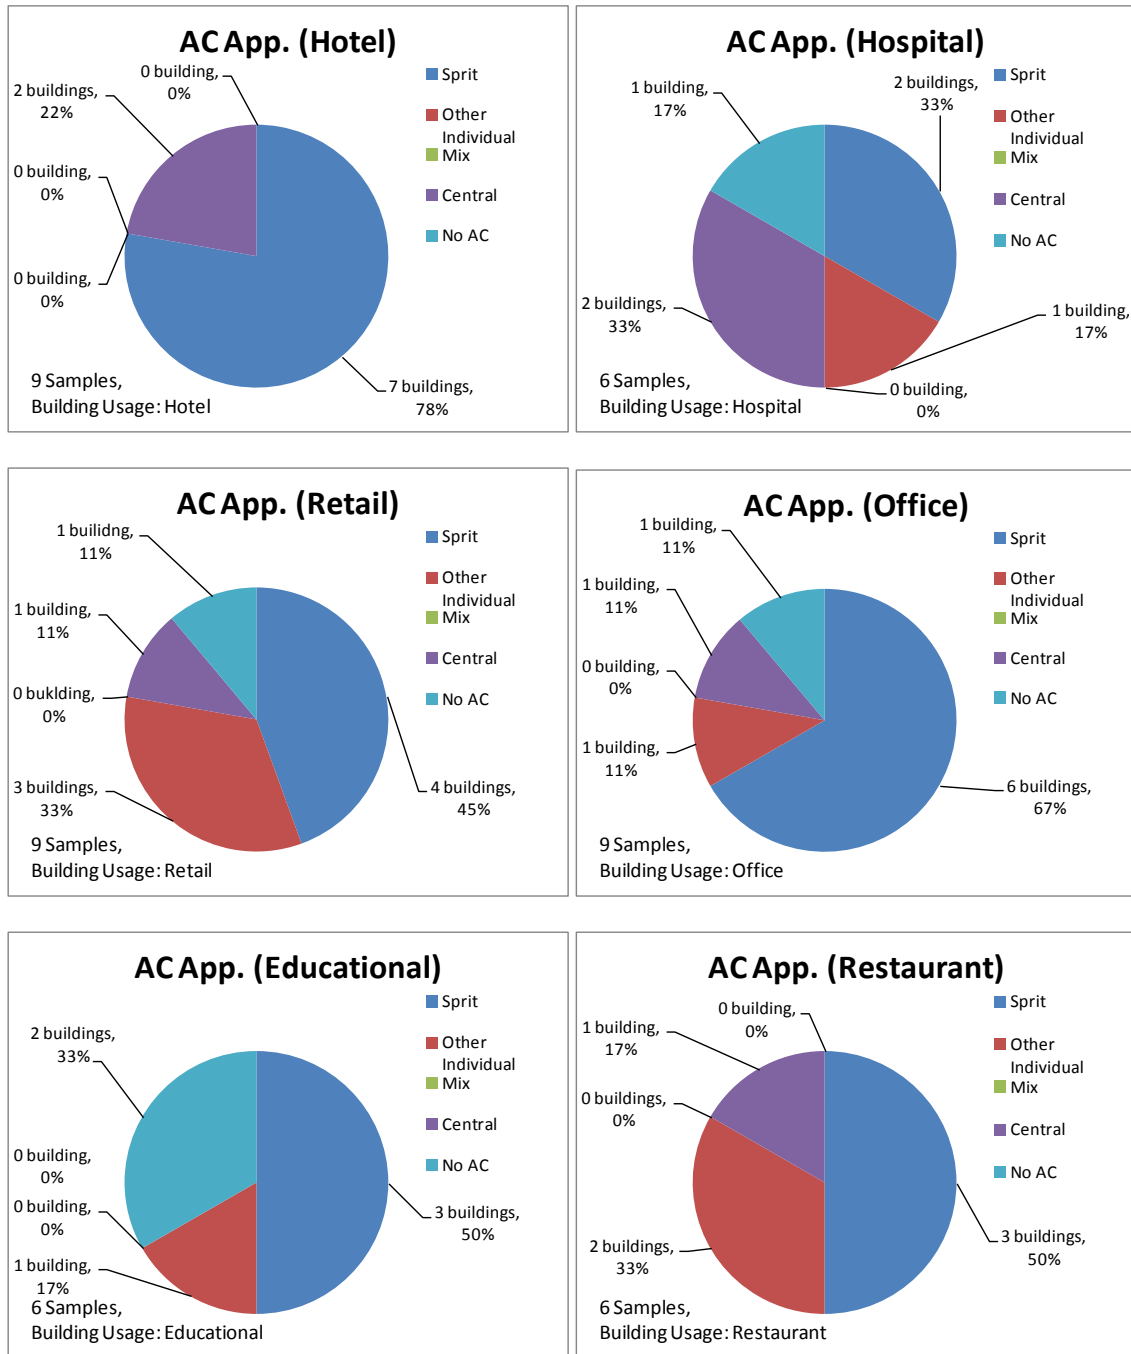 AC App. (Hotel)
0 building,
0%
2 buildings,
22%
0 building,
0%
0 building,
0%
7 buildings,
78%
Sprit
Other
Individual
Mix
Central
No AC
9 Samples,
Building Usage: Hotel
AC App. (Hospital)
1 building,
17%
2 buildings,
33%
2 buildings,
33%
1 building,
17%
0 building,
0%
Sprit
Other
Individual
Mix
Central
No AC
6 Samples,
Building Usage: Hospital
AC App. (Retail)
1 builidng,
11%
1 building,
11%
0 buklding,
0%
3 buildings,
33%
4 buildings,
45%
Sprit
Other
Individual
Mix
Central
No AC
9 Samples,
Building Usage: Retail
AC App. (Office)
1 building,
11%
1 building,
11%
0 building,
0%
1 building,
11%
6 buildings,
67%
Sprit
Other
Individual
Mix
Central
No AC
9 Samples,
Building Usage: Office
AC App. (Educational)
2 buildings,
33%
0 building,
0%
0 building,
0%
1 building,
17%
3 buildings,
50%
Sprit
Other
Individual
Mix
Central
No AC
6 Samples,
Building Usage: Educational
AC App. (Restaurant)
0 building,
0%
1 building,
17%
0 buildings,
0%
2 buildings,
33%
3 buildings,
50%
Sprit
Other
Individual
Mix
Central
No AC
6 Samples,
Building Usage: Restaurant